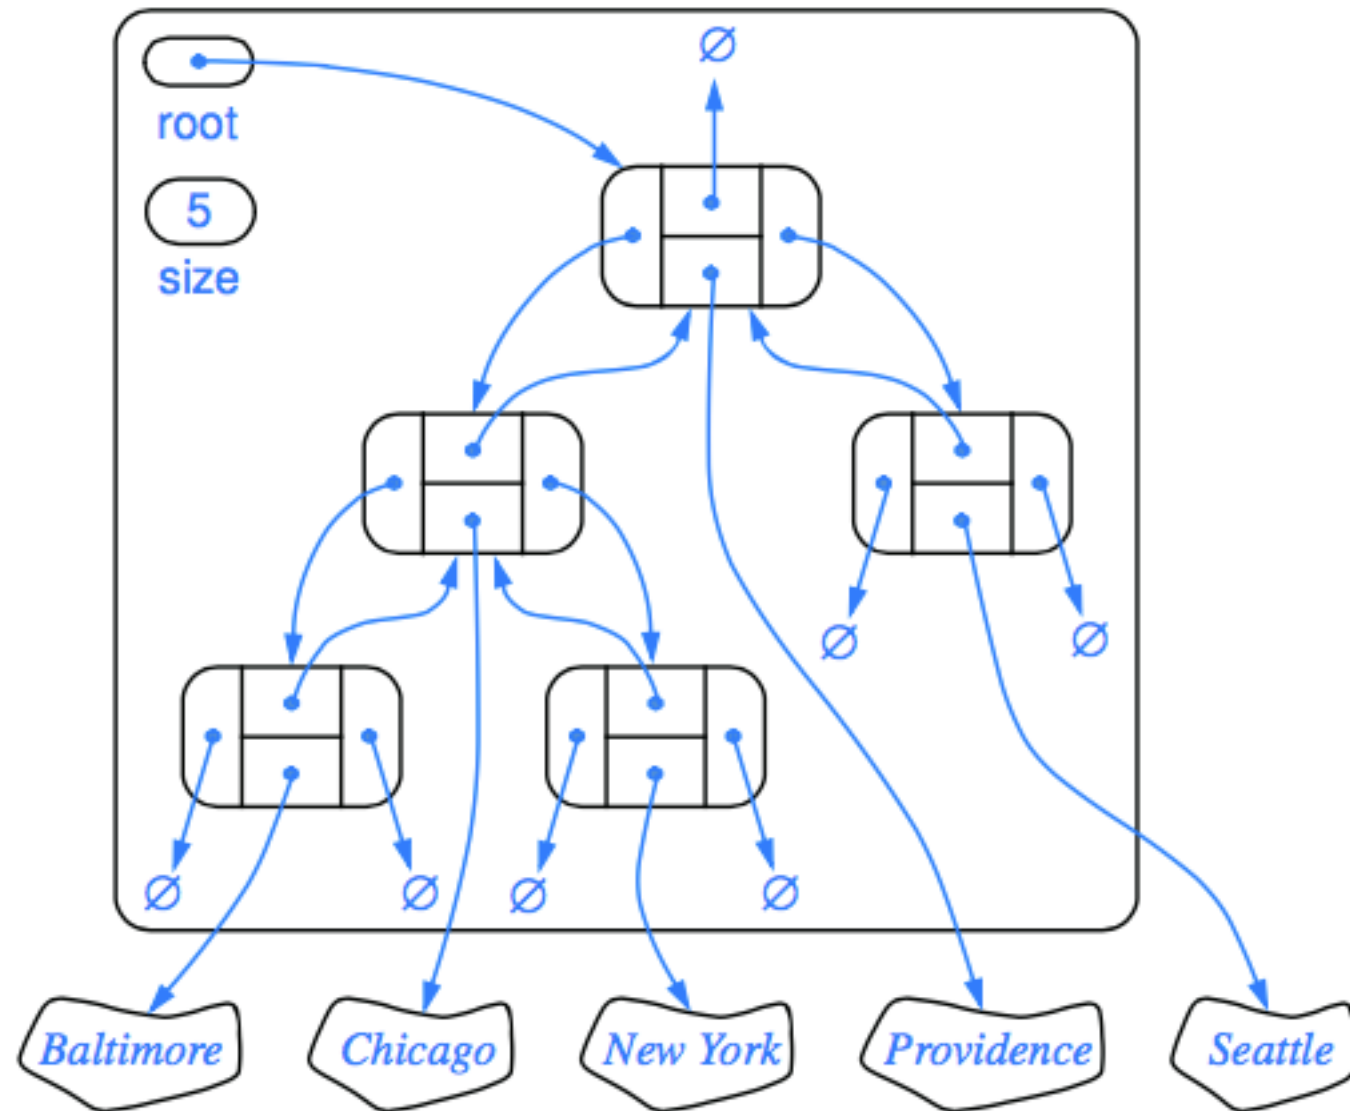 ∅
root
5
size
∅ ∅
∅ ∅ ∅ ∅
Baltimore Chicago New York Providence Seattle